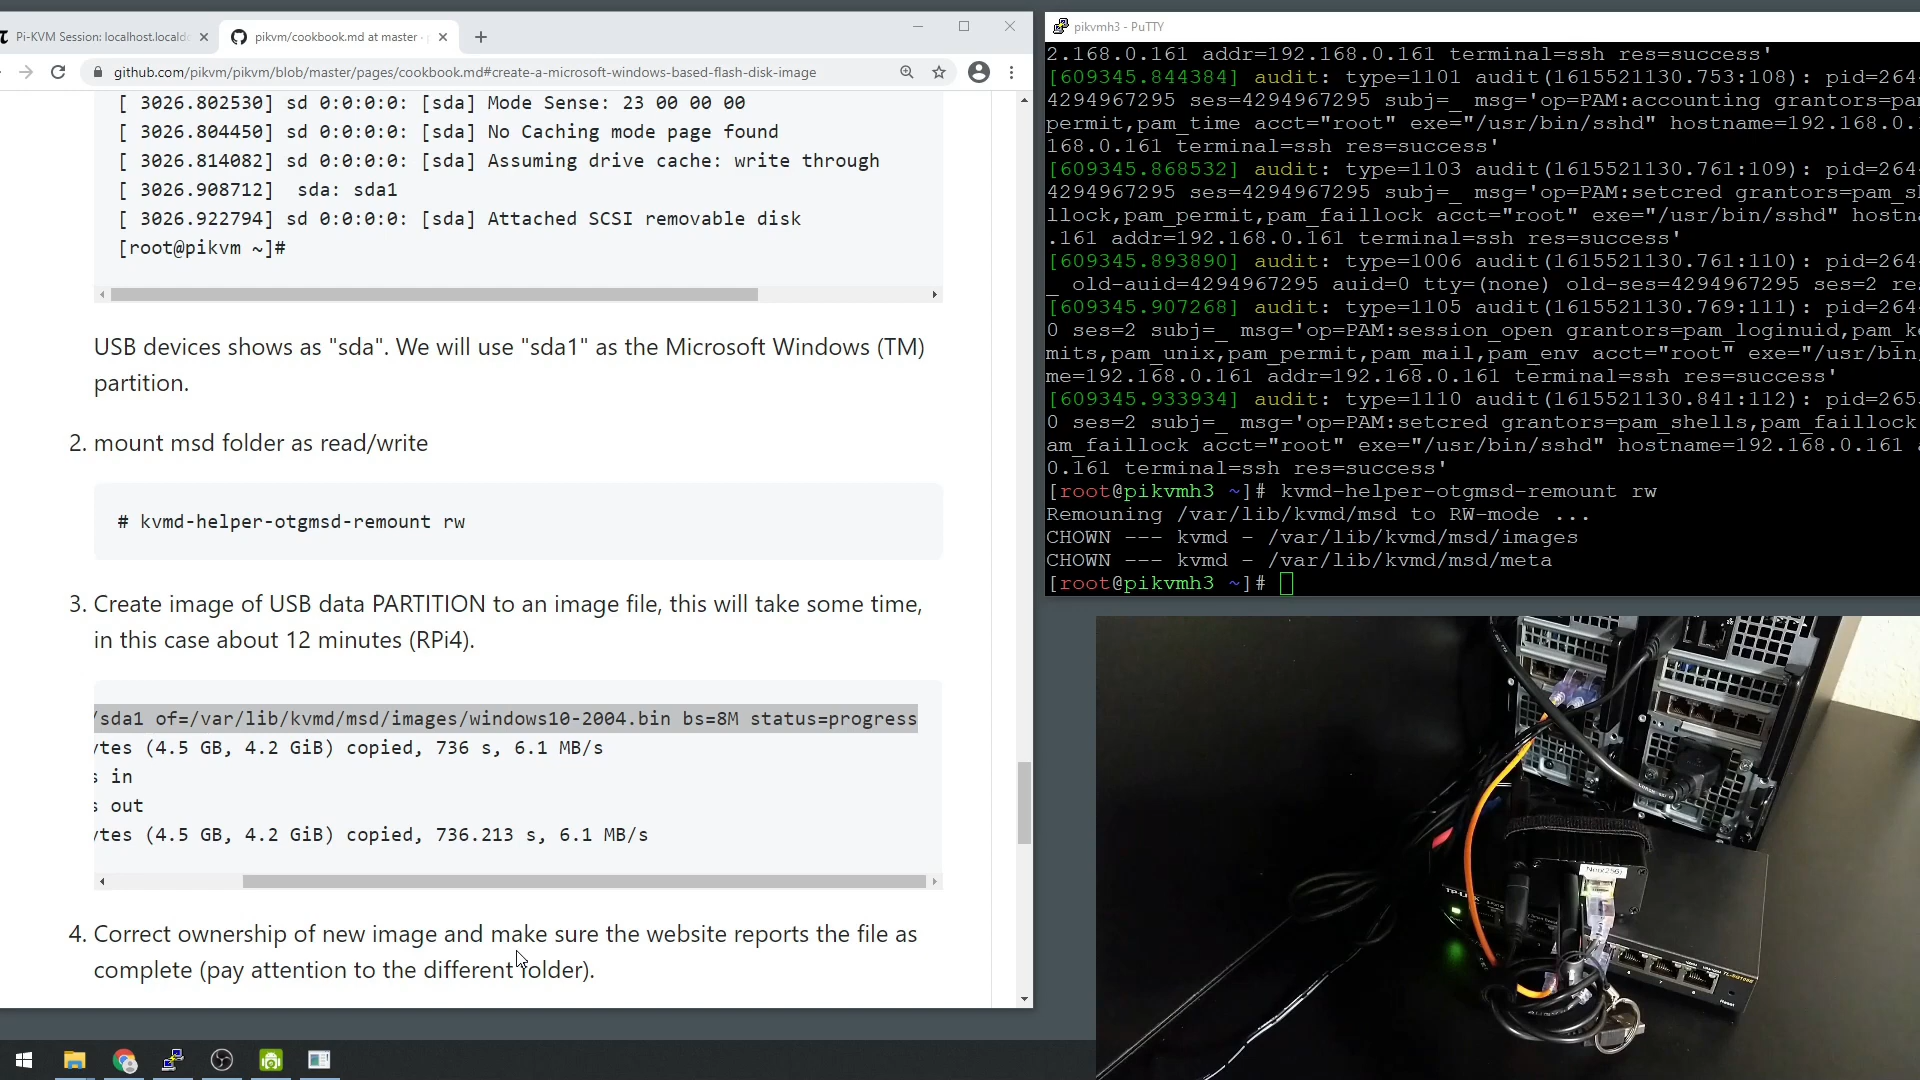 Pi-KVM Session: localhost.locald
pikvm/cookbook.md at master -
github.com/pikvm/pikvm/blob/master/pages/cookbook.md#create-a-microsoft-windows-based-flash-disk-image
[ 3026.802530] sd 0:0:0:0: [sda] Mode Sense: 23 00 00 00
[ 3026.804450] sd 0:0:0:0: [sda] No Caching mode page found
[ 3026.814082] sd 0:0:0:0: [sda] Assuming drive cache: write through
[ 3026.908712]  sda: sda1
[ 3026.922794] sd 0:0:0:0: [sda] Attached SCSI removable disk
[root@pikvm ~]#
USB devices shows as "sda". We will use "sda1" as the Microsoft Windows (TM)
partition.
2. mount msd folder as read/write
# kvmd-helper-otgmsd-remount rw
3. Create image of USB data PARTITION to an image file, this will take some time,
in this case about 12 minutes (RPi4).
/sda1 of=/var/lib/kvmd/msd/images/windows10-2004.bin bs=8M status=progress
ytes (4.5 GB, 4.2 GiB) copied, 736 s, 6.1 MB/s
s in
s out
ytes (4.5 GB, 4.2 GiB) copied, 736.213 s, 6.1 MB/s
4. Correct ownership of new image and make sure the website reports the file as
complete (pay attention to the different folder).
pikvmh3 - PuTTY
2.168.0.161 addr=192.168.0.161 terminal=ssh res=success'
[609345.844384] audit: type=1101 audit(1615521130.753:108): pid=264
4294967295 ses=4294967295 subj=_ msg='op=PAM:accounting grantors=pam
permit,pam_time acct="root" exe="/usr/bin/sshd" hostname=192.168.0.
168.0.161 terminal=ssh res=success'
[609345.868532] audit: type=1103 audit(1615521130.761:109): pid=264
4294967295 ses=4294967295 subj=_ msg='op=PAM:setcred grantors=pam_sh
llock,pam_permit,pam_faillock acct="root" exe="/usr/bin/sshd" hostn
.161 addr=192.168.0.161 terminal=ssh res=success'
[609345.893890] audit: type=1006 audit(1615521130.761:110): pid=264
_ old-auid=4294967295 auid=0 tty=(none) old-ses=4294967295 ses=2 res
[609345.907268] audit: type=1105 audit(1615521130.769:111): pid=264
0 ses=2 subj=_ msg='op=PAM:session_open grantors=pam_loginuid,pam_ke
mits,pam_unix,pam_permit,pam_mail,pam_env acct="root" exe="/usr/bin
me=192.168.0.161 addr=192.168.0.161 terminal=ssh res=success'
[609345.933934] audit: type=1110 audit(1615521130.841:112): pid=265
0 ses=2 subj=_ msg='op=PAM:setcred grantors=pam_shells,pam_faillock
am_faillock acct="root" exe="/usr/bin/sshd" hostname=192.168.0.161 a
0.161 terminal=ssh res=success'
[root@pikvmh3 ~]# kvmd-helper-otgmsd-remount rw
Remouning /var/lib/kvmd/msd to RW-mode ...
CHOWN --- kvmd - /var/lib/kvmd/msd/images
CHOWN --- kvmd - /var/lib/kvmd/msd/meta
[root@pikvmh3 ~]#
TP-LINK
Reset